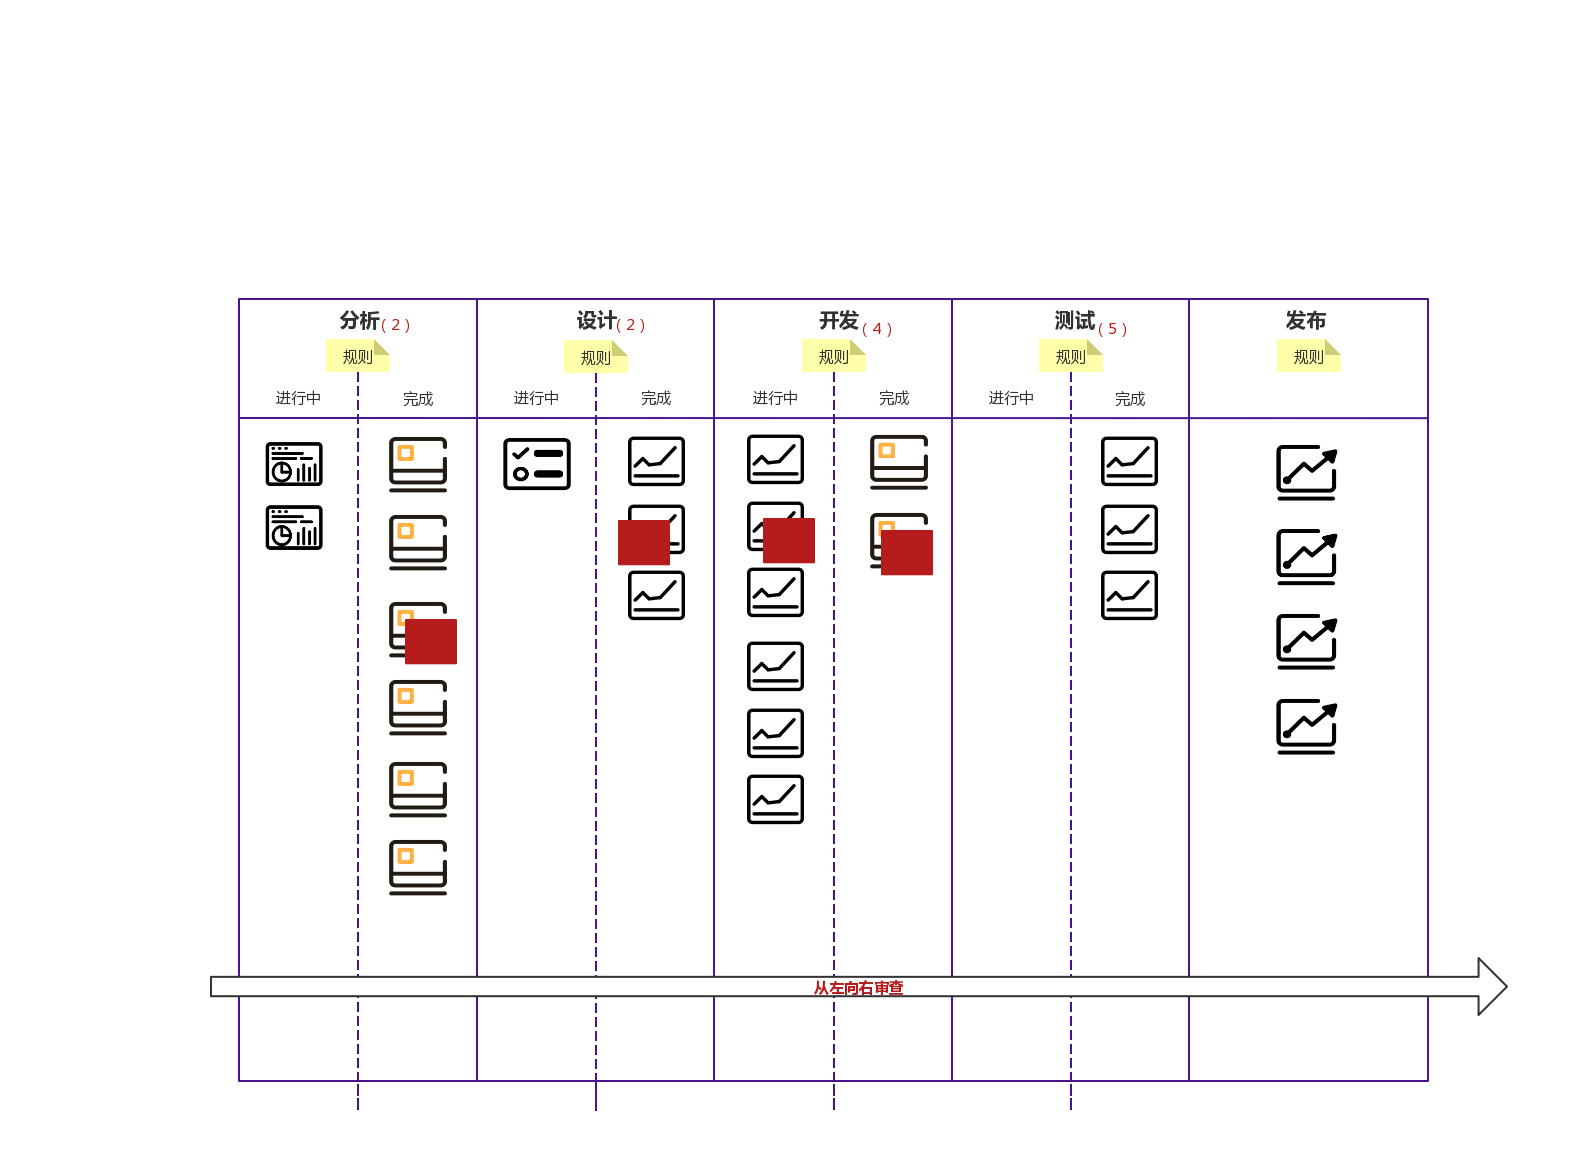 分析(2)
设计(2)
开发(4)
测试(5)
发布
规则
规则
规则
规则
规则
进行中
完成
进行中
完成
进行中
完成
进行中
完成
从左向右审查